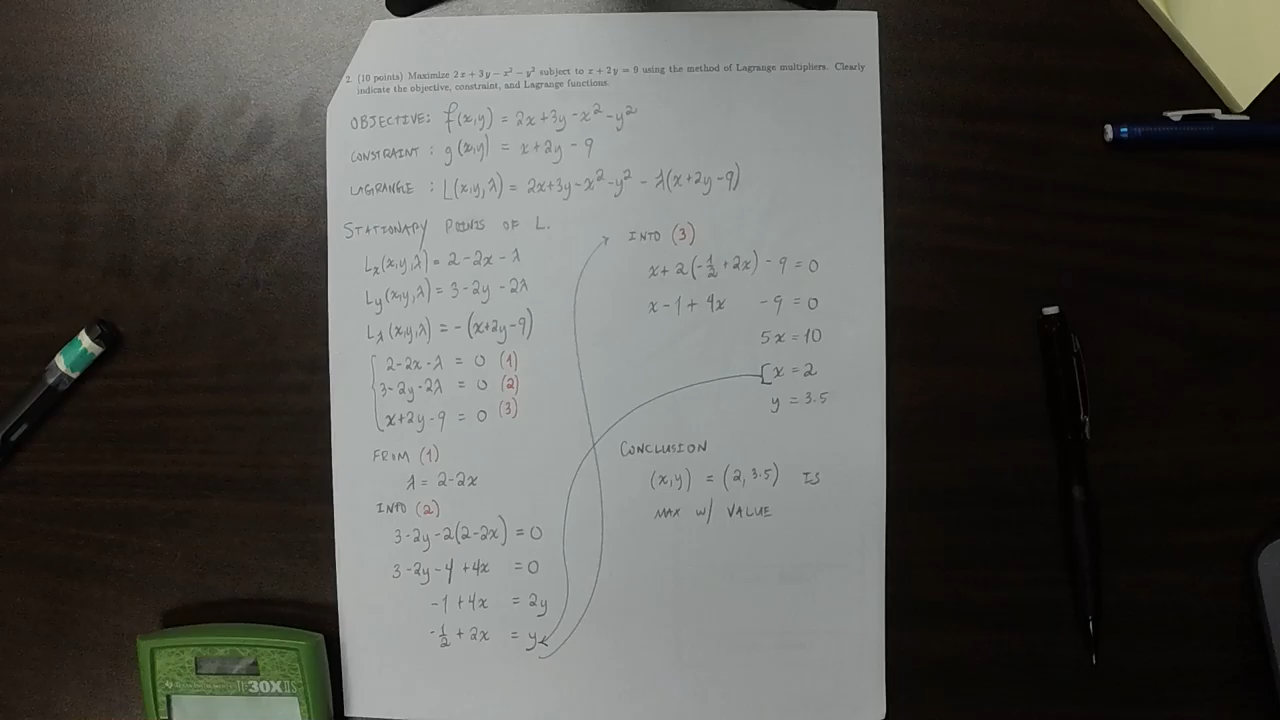 2. (10 points) Maximize 2x + 3y − x² − y² subject to x + 2y = 9 using the method of Lagrange multipliers. Clearly
indicate the objective, constraint, and Lagrange functions.
OBJECTIVE: f(x,y) = 2x+3y-x²-y²
CONSTRAINT: g(x,y) = x+2y-9
LAGRANGE: L(x,y,λ) = 2x+3y-x²-y² - λ(x+2y-9)
STATIONARY POINTS OF L.
Lx(x,y,λ) = 2-2x-λ
Ly(x,y,λ) = 3-2y-2λ
Lλ(x,y,λ) = -(x+2y-9)
2-2x-λ = 0 (1)
3-2y-2λ = 0 (2)
x+2y-9 = 0 (3)
FROM (1)
λ = 2-2x
INTO (2)
3-2y-2(2-2x) = 0
3-2y-4+4x = 0
-1+4x = 2y
-1/2+2x = y
INTO (3)
x+2(-1/2+2x)-9 = 0
x-1+4x -9 = 0
5x = 10
x = 2
y = 3.5
CONCLUSION
(x,y) = (2, 3.5) IS
MAX W/ VALUE
TI-30X IIS